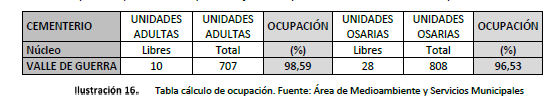 CEMENTERIO UNIDADES ADULTAS UNIDADES ADULTAS OCUPACIÓN UNIDADES OSARIAS UNIDADES OSARIAS OCUPACIÓN
Núcleo Libres Total (%) Libres Total (%)
VALLE DE GUERRA 10 707 98,59 28 808 96,53
Ilustración 16. Tabla cálculo de ocupación. Fuente: Área de Medioambiente y Servicios Municipales